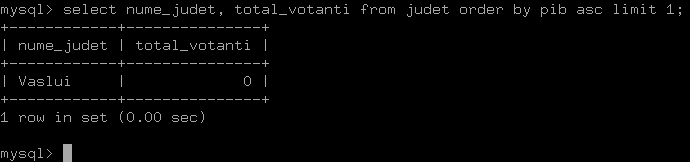 mysql> select nume_judet, total_votanti from judet order by pib asc limit 1;
+------------+---------------+
| nume_judet | total_votanti |
+------------+---------------+
| Vaslui     |             0 |
+------------+---------------+
1 row in set (0.00 sec)
mysql>